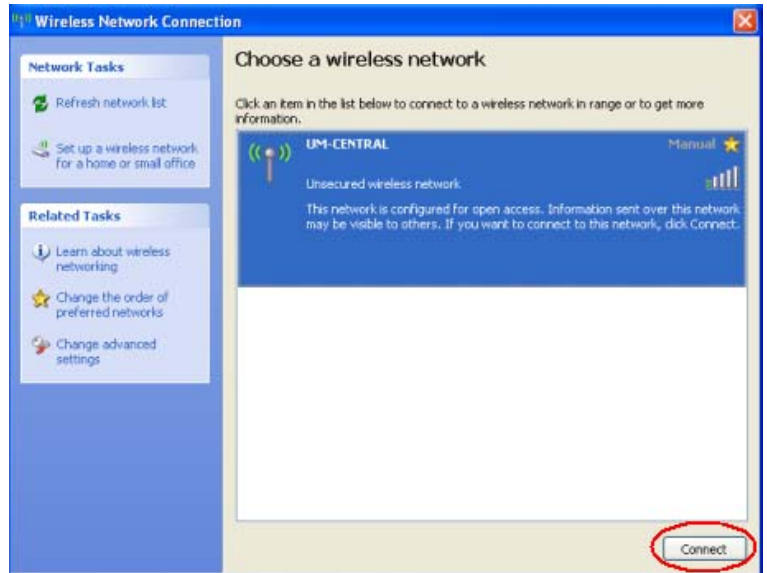 Wireless Network Connection
Network Tasks
Refresh network list
Set up a wireless network
for a home or small office
Related Tasks
Learn about wireless
networking
Change the order of
preferred networks
Change advanced
settings
Choose a wireless network
Click an item in the list below to connect to a wireless network in range or to get more
information.
UM-CENTRAL Manual
Unsecured wireless network
This network is configured for open access. Information sent over this network
may be visible to others. If you want to connect to this network, click Connect.
Connect